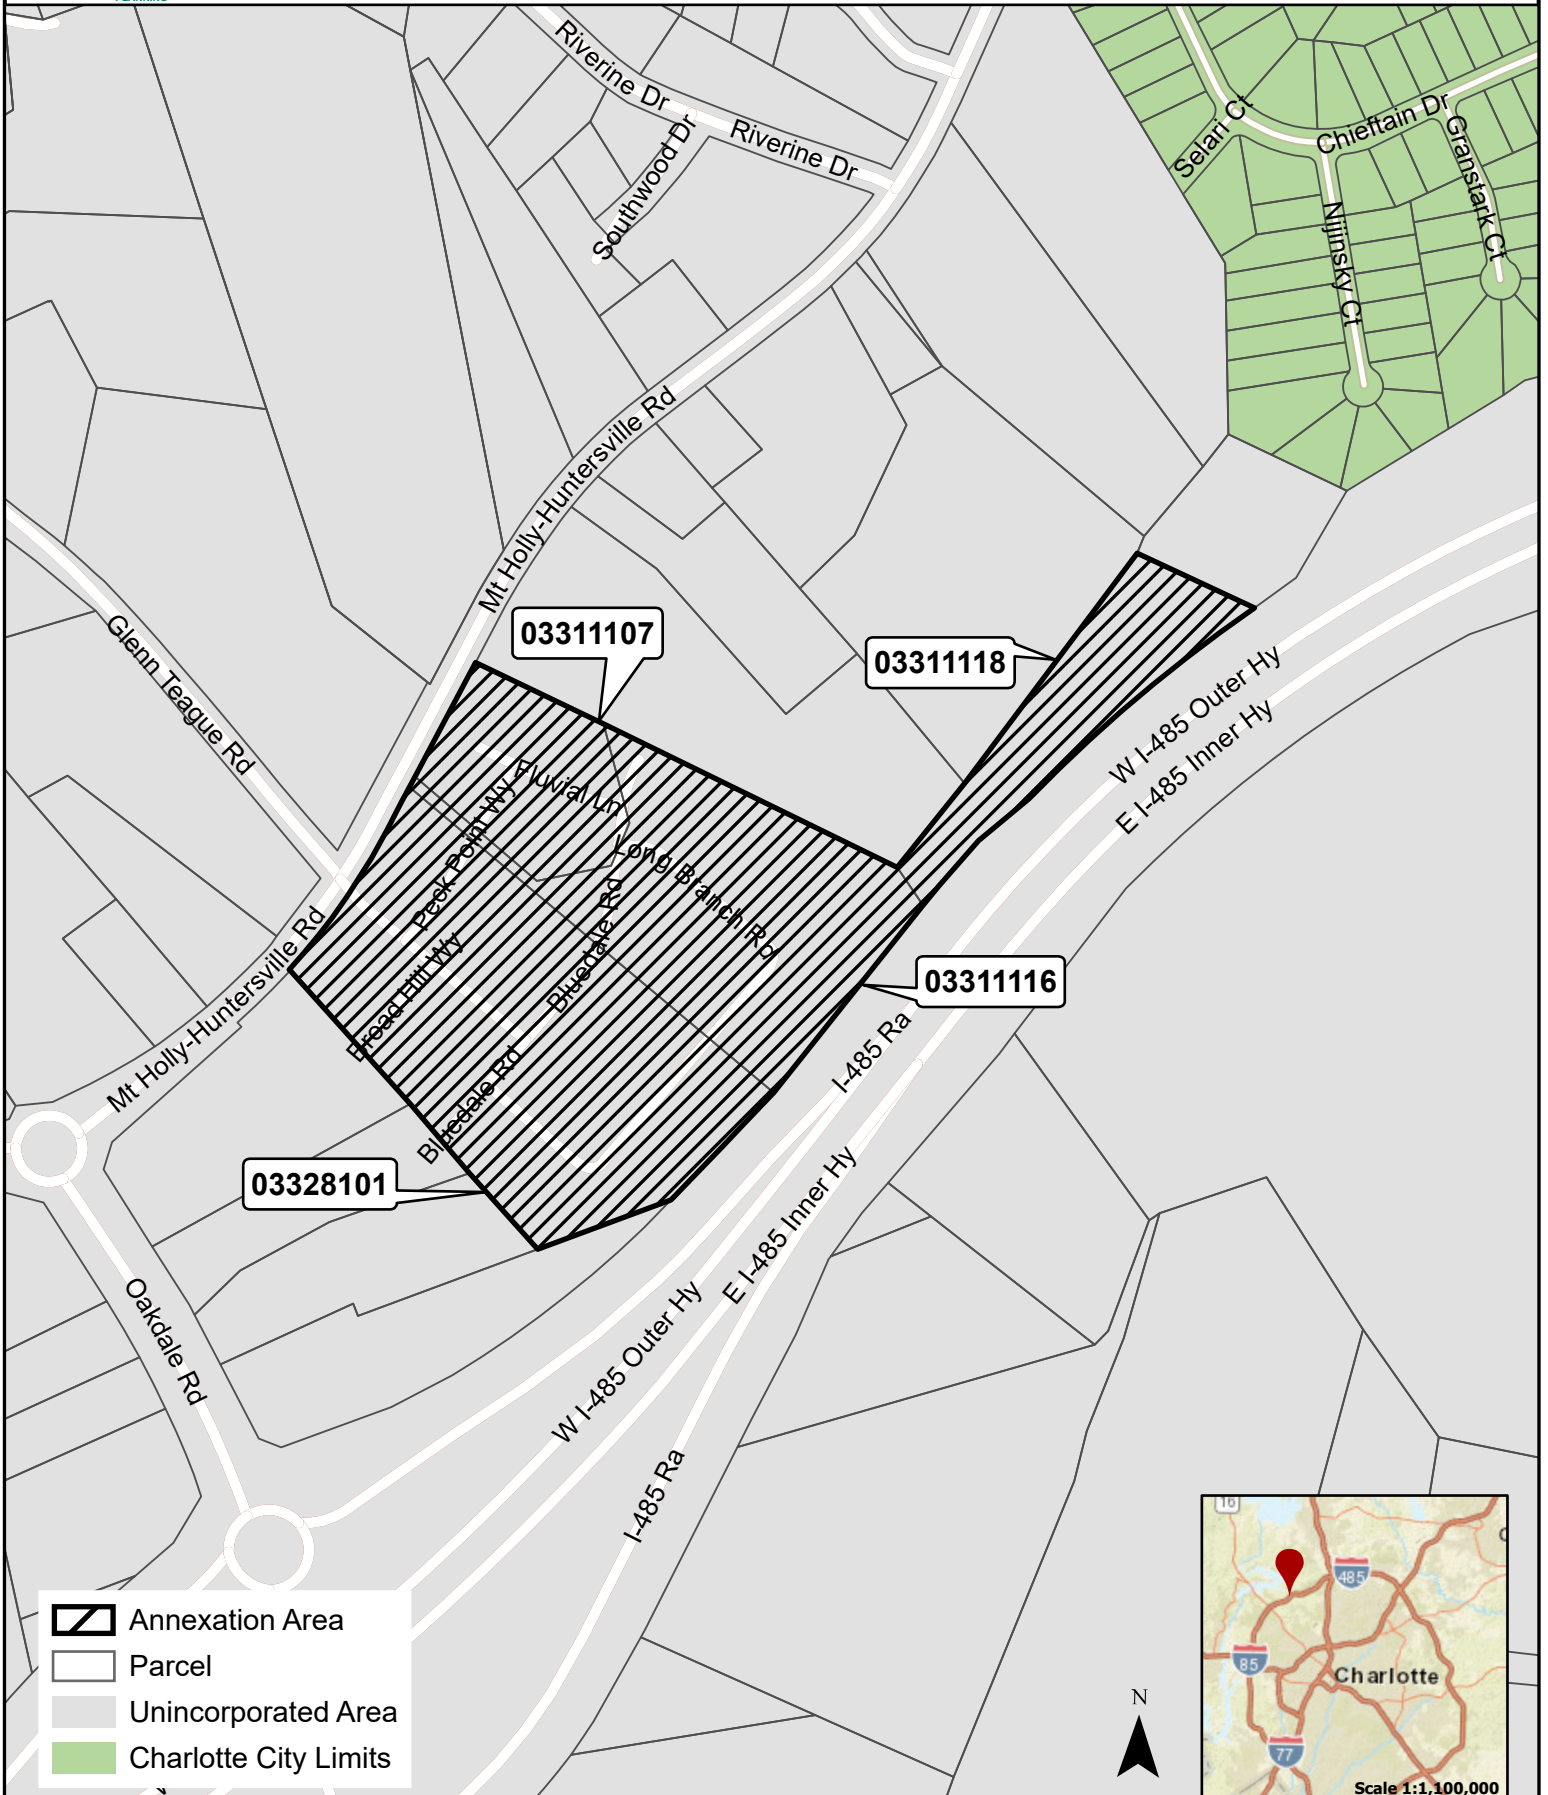 Riverine Dr
Riverine Dr
Southwood Dr
Selari Ct
Chieftain Dr
Granstark Ct
Nijinsky Ct
Mt Holly-Huntersville Rd
Glenn Teague Rd
03311107
03311118
W I-485 Outer Hy
E I-485 Inner Hy
Fluvial Ln
Peck Point Wy
Long Branch Rd
Bluedale Rd
Broad Hill Wy
Bluedale Rd
03311116
Mt Holly-Huntersville Rd
I-485 Ra
03328101
E I-485 Inner Hy
W I-485 Outer Hy
Oakdale Rd
I-485 Ra
Annexation Area
Parcel
Unincorporated Area
Charlotte City Limits
N
16
485
85
Charlotte
77
Scale 1:1,100,000